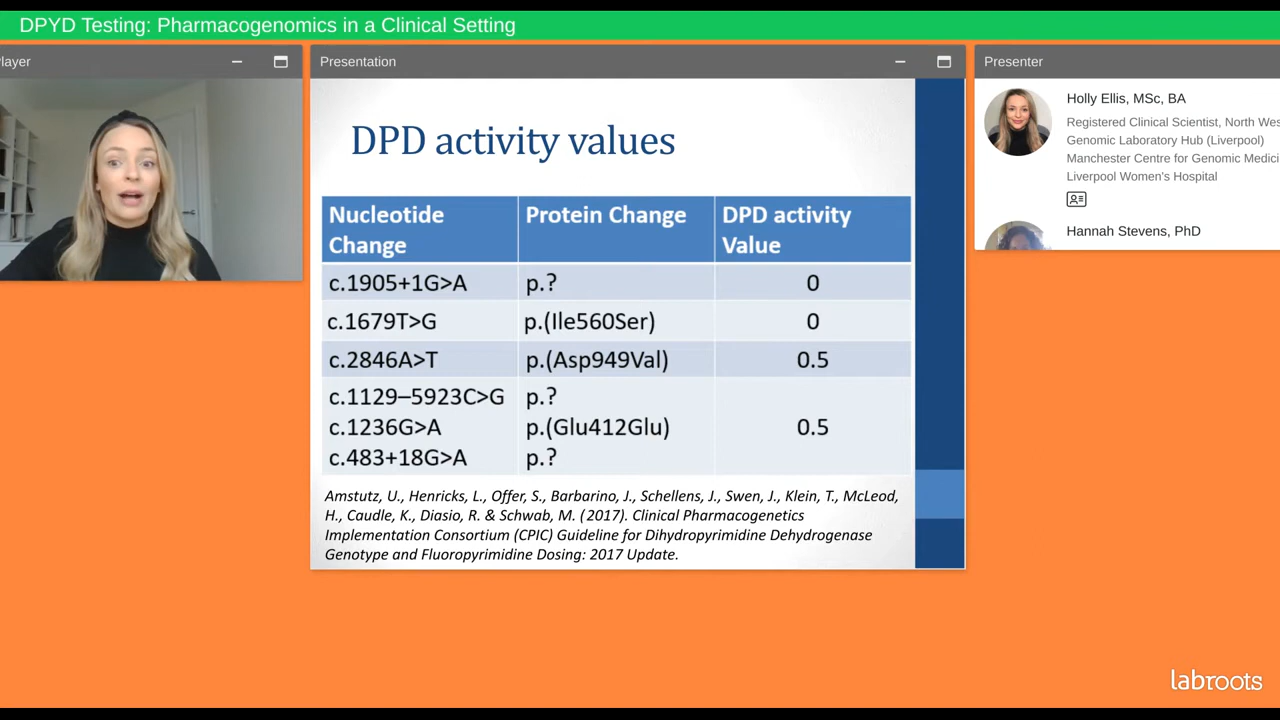 DPYD Testing: Pharmacogenomics in a Clinical Setting
layer
Presentation
Presenter
DPD activity values
Nucleotide Change
Protein Change
DPD activity Value
c.1905+1G>A p.? 0
c.1679T>G p.(Ile560Ser) 0
c.2846A>T p.(Asp949Val) 0.5
c.1129–5923C>G p.?
c.1236G>A p.(Glu412Glu) 0.5
c.483+18G>A p.?
Amstutz, U., Henricks, L., Offer, S., Barbarino, J., Schellens, J., Swen, J., Klein, T., McLeod,
H., Caudle, K., Diasio, R. & Schwab, M. (2017). Clinical Pharmacogenetics
Implementation Consortium (CPIC) Guideline for Dihydropyrimidine Dehydrogenase
Genotype and Fluoropyrimidine Dosing: 2017 Update.
Holly Ellis, MSc, BA
Registered Clinical Scientist, North Wes
Genomic Laboratory Hub (Liverpool)
Manchester Centre for Genomic Medici
Liverpool Women's Hospital
Hannah Stevens, PhD
labroots